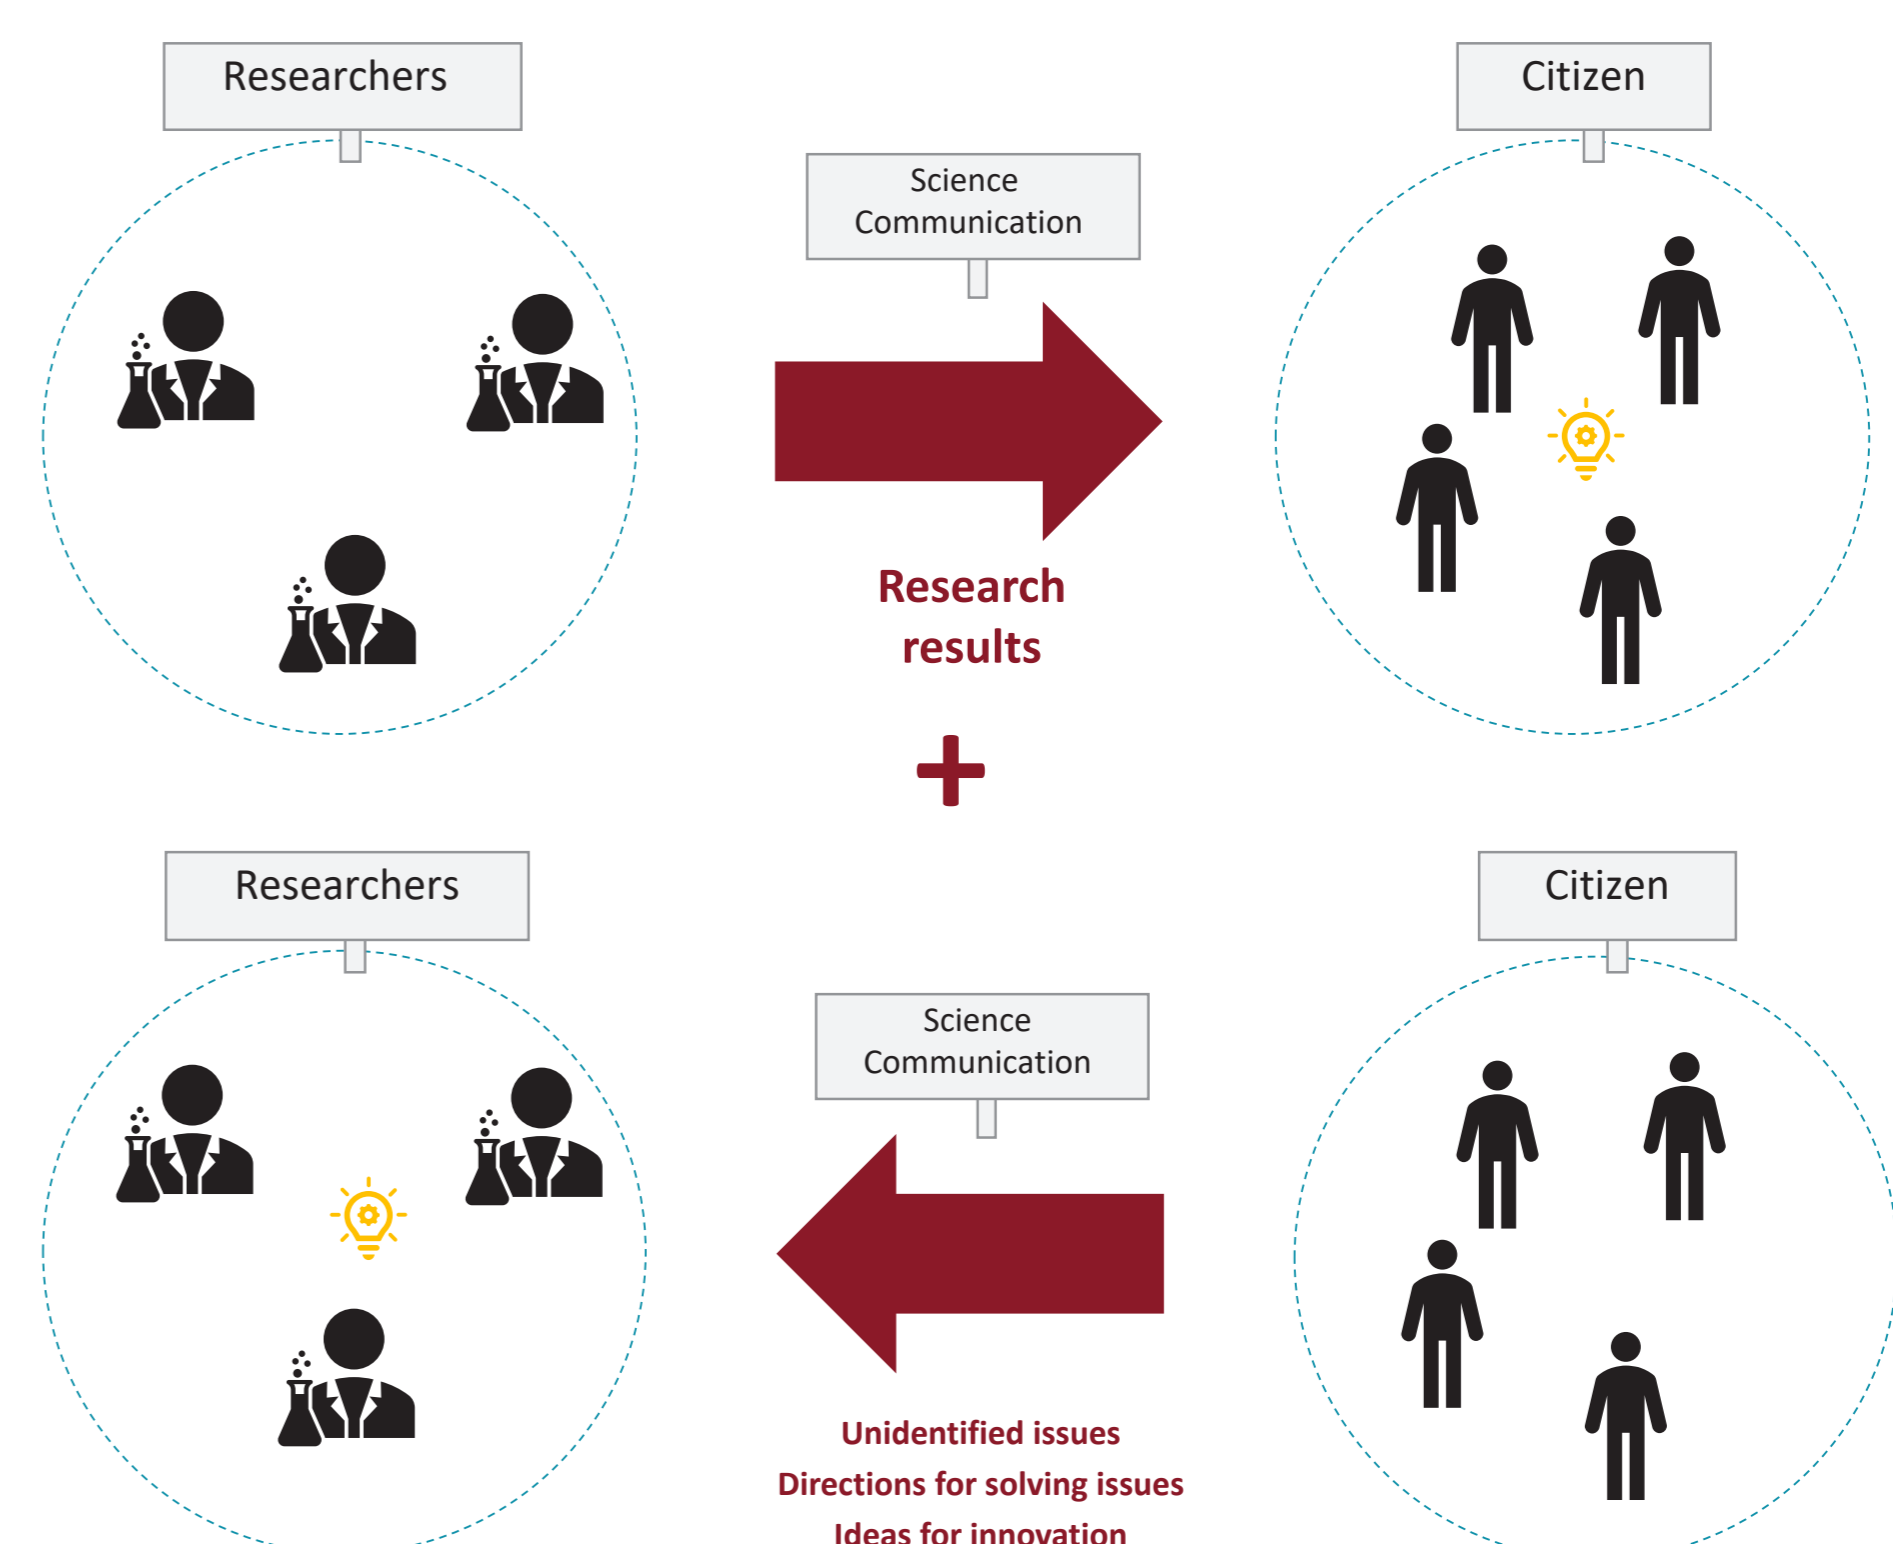 Researchers
Citizen
Science
Communication
Research
results
+
Researchers
Citizen
Science
Communication
Unidentified issues
Directions for solving issues
Ideas for innovation